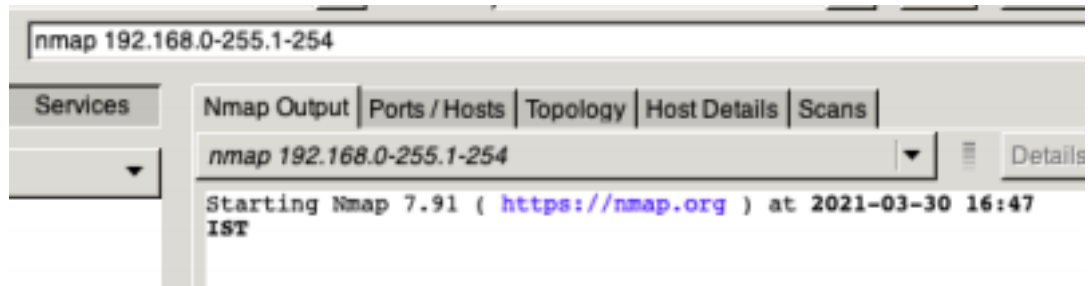 nmap 192.168.0-255.1-254
Services
Nmap Output Ports / Hosts Topology Host Details Scans
nmap 192.168.0-255.1-254
Details
Starting Nmap 7.91 ( https://nmap.org ) at 2021-03-30 16:47
IST